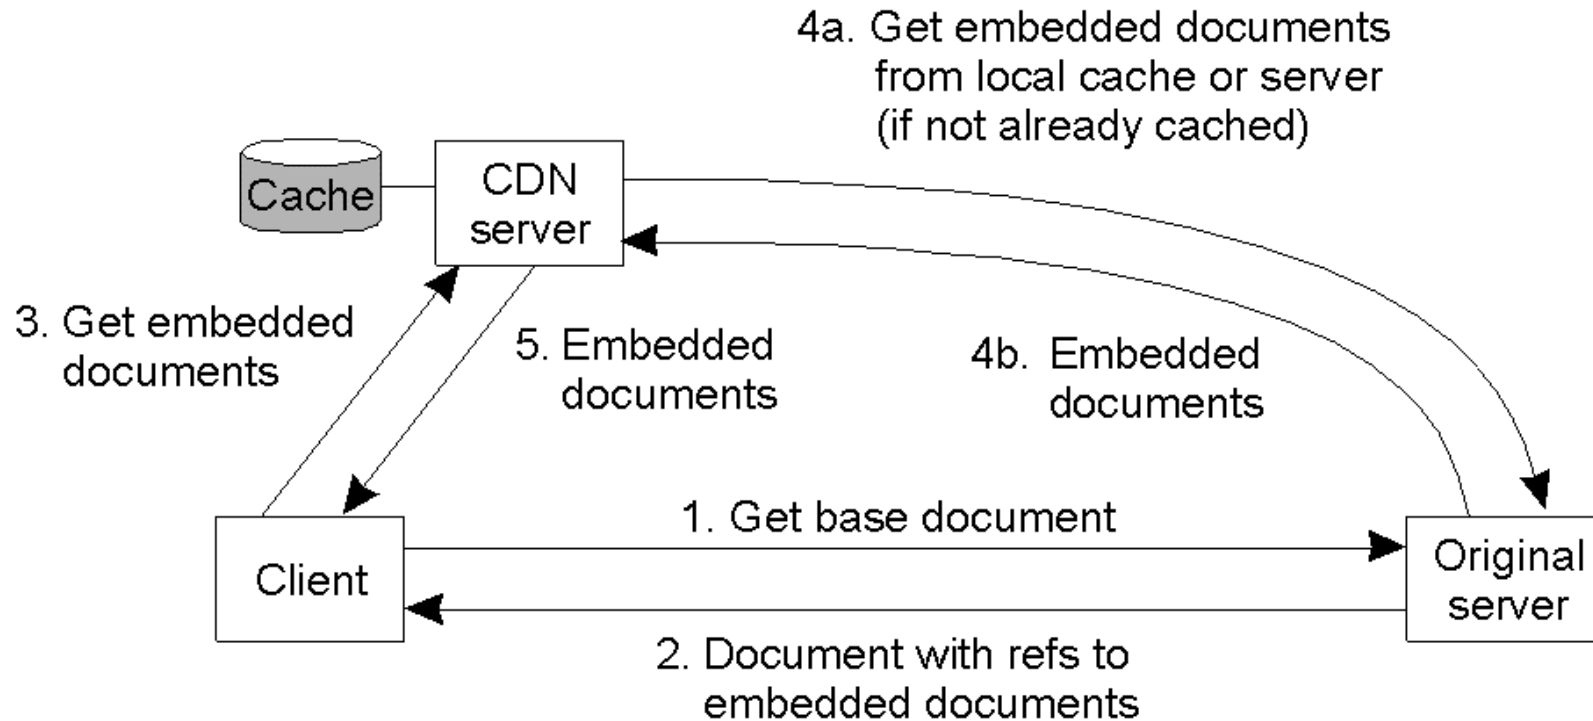 4a. Get embedded documents
from local cache or server
(if not already cached)
Cache
CDN
server
3. Get embedded
documents
5. Embedded
documents
4b. Embedded
documents
1. Get base document
Client
Original
server
2. Document with refs to
embedded documents